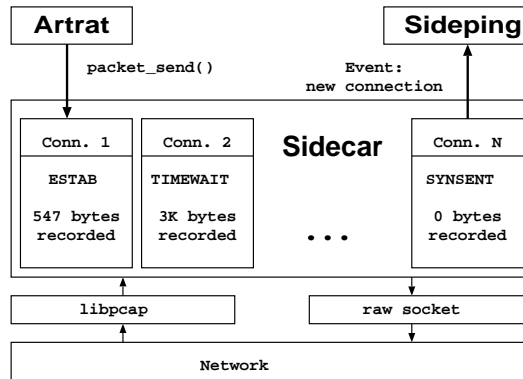 Artrat
Sideping
packet_send()
Event:
new connection
Sidecar
Conn. 1
ESTAB
547 bytes
recorded
Conn. 2
TIMEWAIT
3K bytes
recorded
...
Conn. N
SYNSENT
0 bytes
recorded
libpcap
raw socket
Network